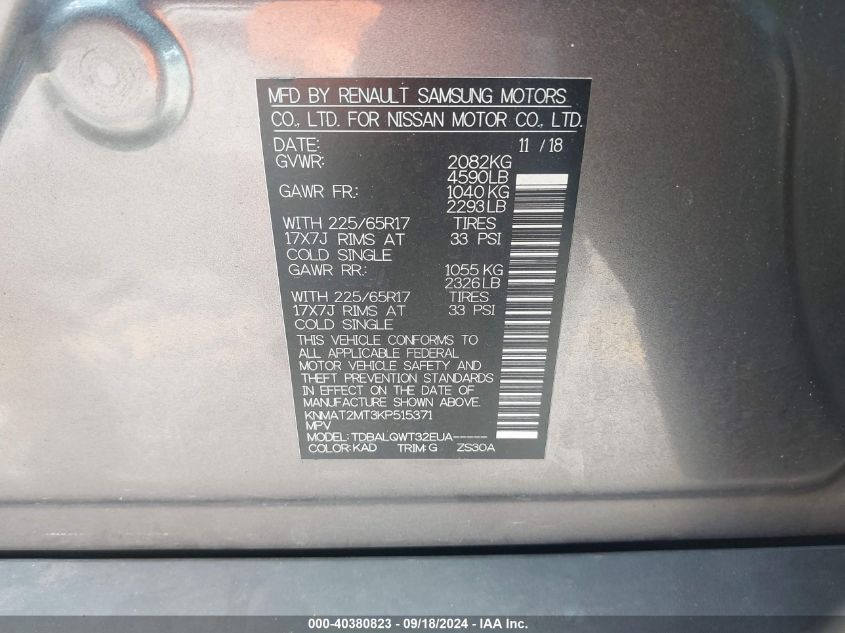 MFD BY RENAULT SAMSUNG MOTORS
CO., LTD. FOR NISSAN MOTOR CO., LTD.
DATE: 11 / 18
GVWR: 2082KG
4590LB
GAWR FR.: 1040 KG
2293 LB
WITH 225/65R17 TIRES
17X7J RIMS AT 33 PSI
COLD SINGLE
GAWR RR.: 1055 KG
2326 LB
WITH 225/65R17 TIRES
17X7J RIMS AT 33 PSI
COLD SINGLE
THIS VEHICLE CONFORMS TO
ALL APPLICABLE FEDERAL
MOTOR VEHICLE SAFETY AND
THEFT PREVENTION STANDARDS
IN EFFECT ON THE DATE OF
MANUFACTURE SHOWN ABOVE.
KNMAT2MT3KP515371
MPV
MODEL: TDBALQWT32EUA-----
COLOR: KAD TRIM: G ZS30A
000-40380823 - 09/18/2024 - IAA Inc.